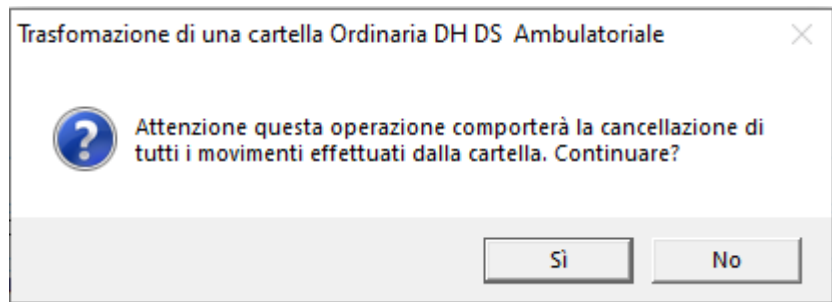 Trasfomazione di una cartella Ordinaria DH DS  Ambulatoriale
Attenzione questa operazione comporterà la cancellazione di
tutti i movimenti effettuati dalla cartella. Continuare?
Sì
No